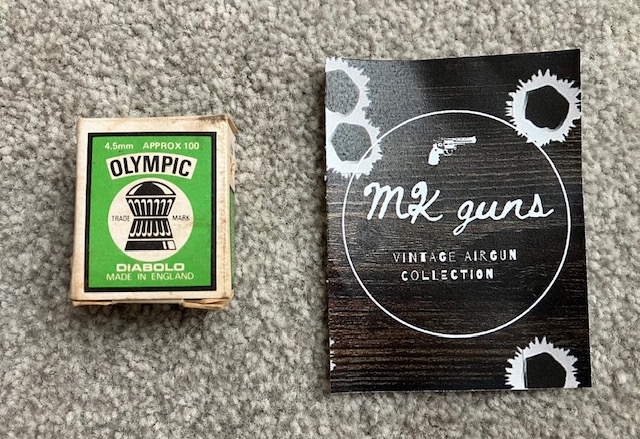 4.5mm APPROX 100
OLYMPIC
TRADE MARK
DIABOLO
MADE IN ENGLAND
MK guns
VINTAGE AIRGUN
COLLECTION